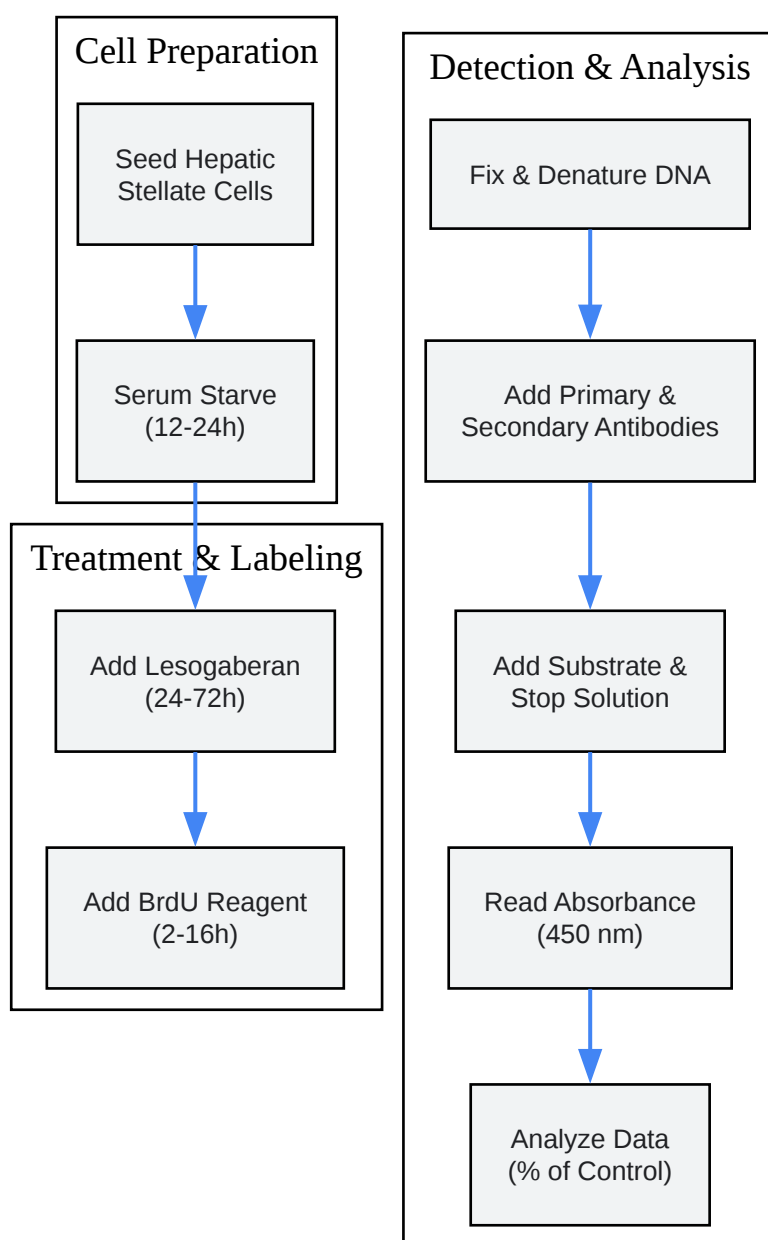 Cell Preparation
Seed Hepatic
Stellate Cells
Serum Starve
(12-24h)
Treatment & Labeling
Add Lesogaberan
(24-72h)
Add BrdU Reagent
(2-16h)
Detection & Analysis
Fix & Denature DNA
Add Primary &
Secondary Antibodies
Add Substrate &
Stop Solution
Read Absorbance
(450 nm)
Analyze Data
(% of Control)